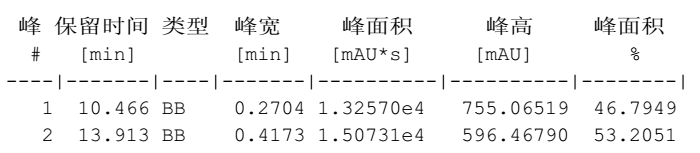 峰 保留时间 类型 峰宽 峰面积 峰高 峰面积
# [min] [min] [mAU*s] [mAU] %
----|-------|----|-------|----------|----------|--------|
1 10.466 BB 0.2704 1.32570e4 755.06519 46.7949
2 13.913 BB 0.4173 1.50731e4 596.46790 53.2051